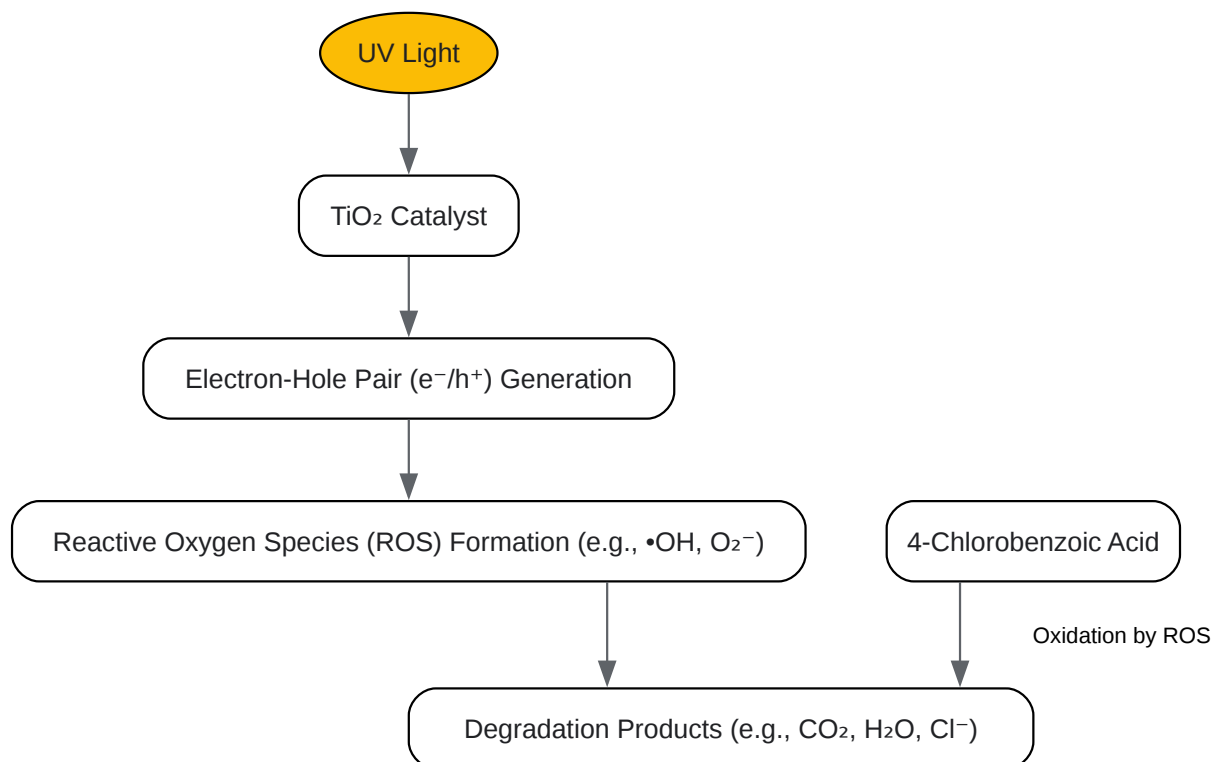 UV Light
TiO₂ Catalyst
Electron-Hole Pair (e⁻/h⁺) Generation
Reactive Oxygen Species (ROS) Formation (e.g., •OH, O₂⁻)
4-Chlorobenzoic Acid
Oxidation by ROS
Degradation Products (e.g., CO₂, H₂O, Cl⁻)